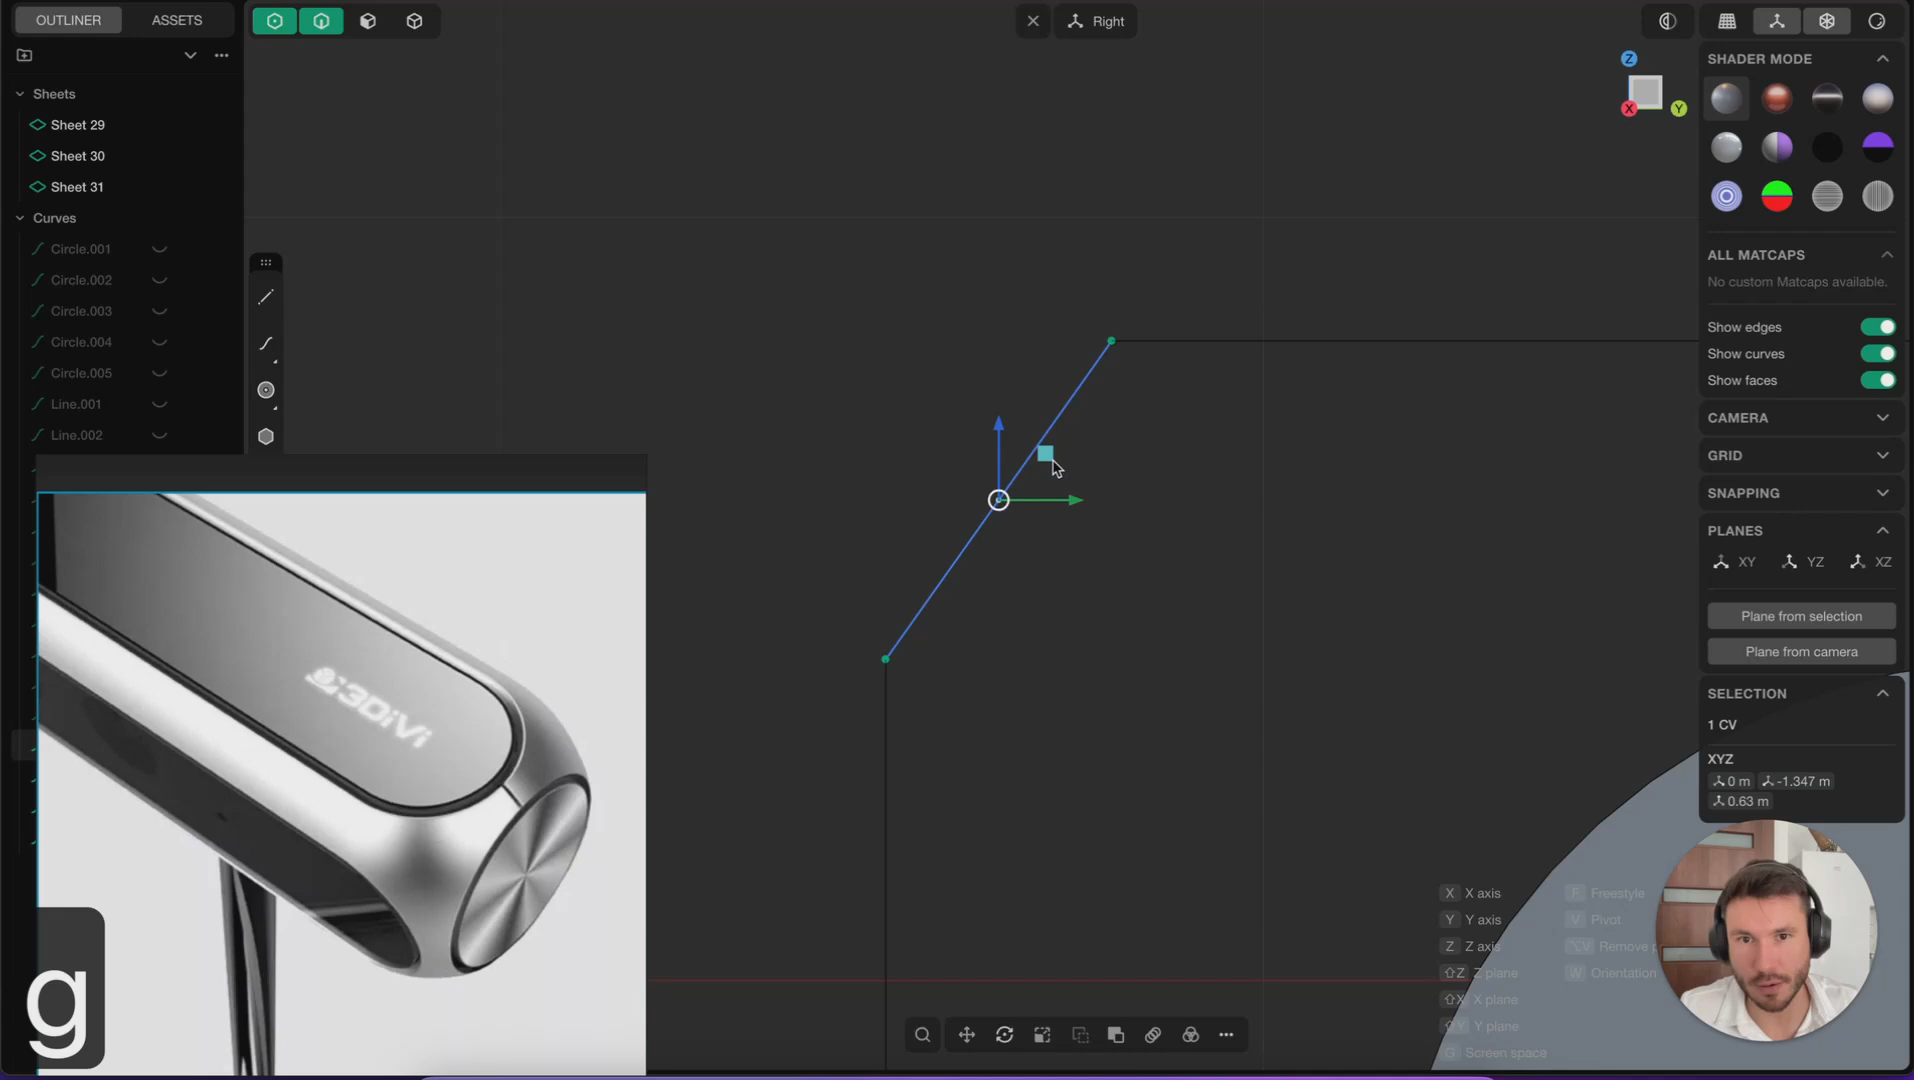 OUTLINER
ASSETS
Right
Sheets
Sheet 29
Sheet 30
Sheet 31
Curves
Circle.001
Circle.002
Circle.003
Circle.004
Circle.005
Line.001
Line.002
3DiVi
g
Z
X
Y
SHADER MODE
ALL MATCAPS
No custom Matcaps available.
Show edges
Show curves
Show faces
CAMERA
GRID
SNAPPING
PLANES
XY YZ XZ
Plane from selection
Plane from camera
SELECTION
1 CV
XYZ
0 m -1.347 m
0.63 m
X X axis F Freestyle
Y Y axis V Pivot
Z Z axis ⌥V Remove
⇧Z Z plane W Orientation
⇧X X plane
⇧Y Y plane
G Screen space